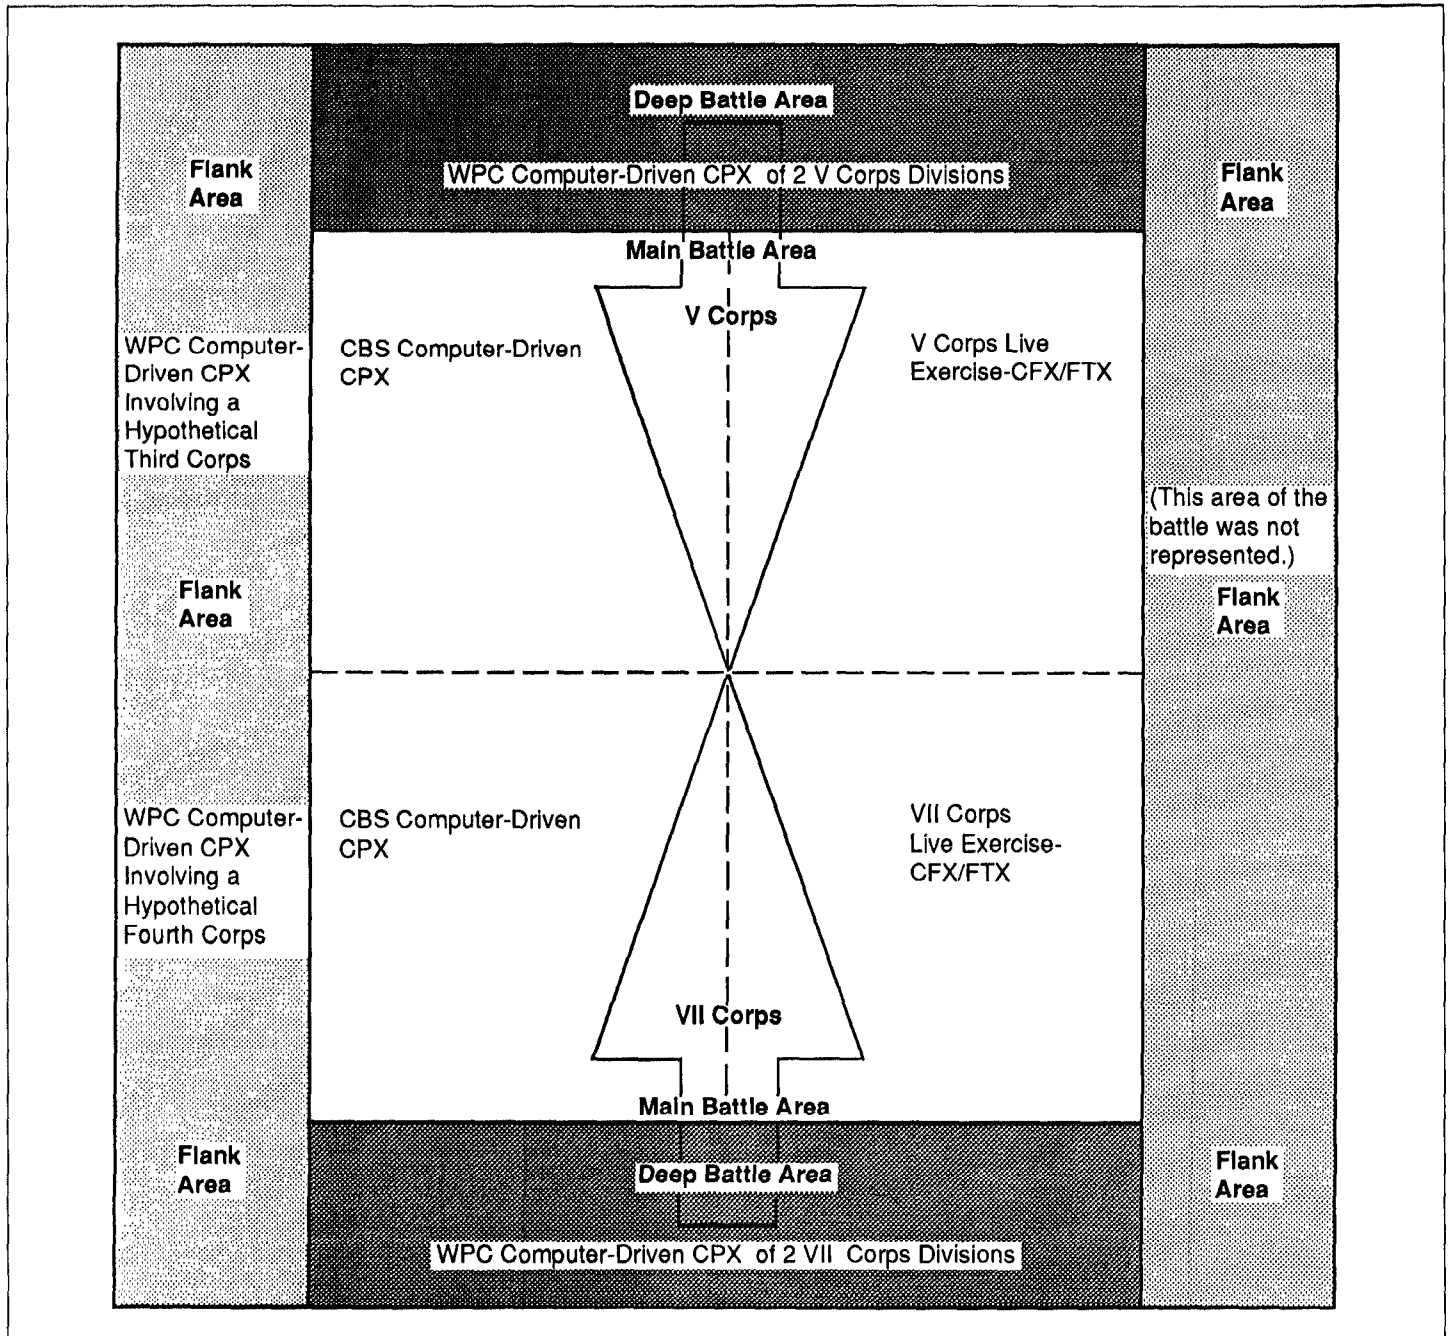 Deep Battle Area
Flank
Area
WPC Computer-Driven CPX of 2 V Corps Divisions
Flank
Area
Main Battle Area
V Corps
WPC Computer-
Driven CPX
Involving a
Hypothetical
Third Corps
CBS Computer-Driven
CPX
V Corps Live
Exercise-CFX/FTX
(This area of the
battle was not
represented.)
Flank
Area
Flank
Area
WPC Computer-
Driven CPX
Involving a
Hypothetical
Fourth Corps
CBS Computer-Driven
CPX
VII Corps
Live Exercise-
CFX/FTX
VII Corps
Main Battle Area
Flank
Area
Deep Battle Area
Flank
Area
WPC Computer-Driven CPX of 2 VII Corps Divisions